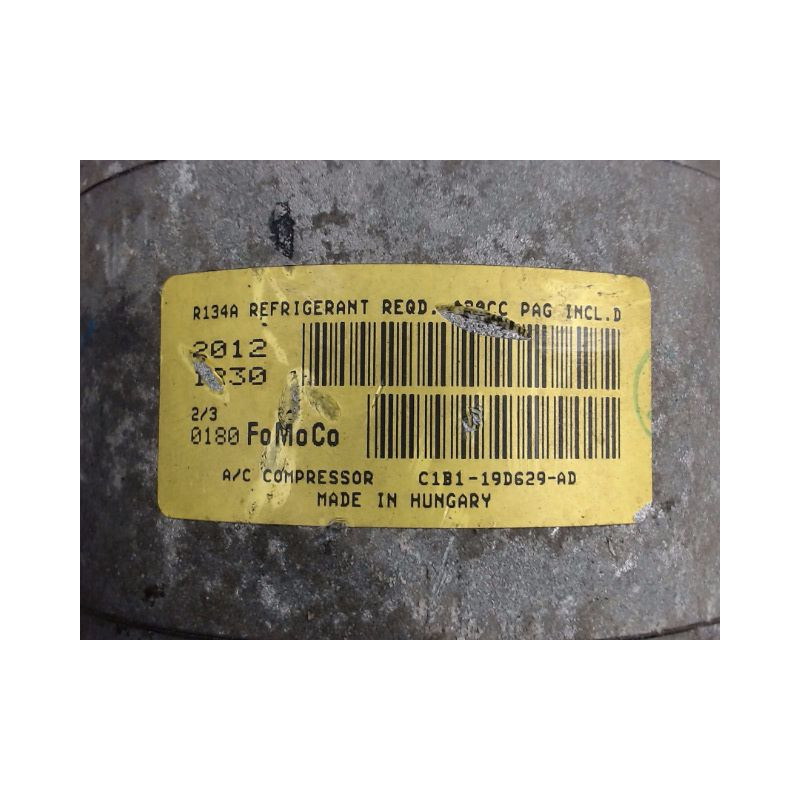 R134A REFRIGERANT REQD. PAG INCL.D
2012
2/3
0180 FoMoCo
A/C COMPRESSOR C1B1-19D629-AD
MADE IN HUNGARY